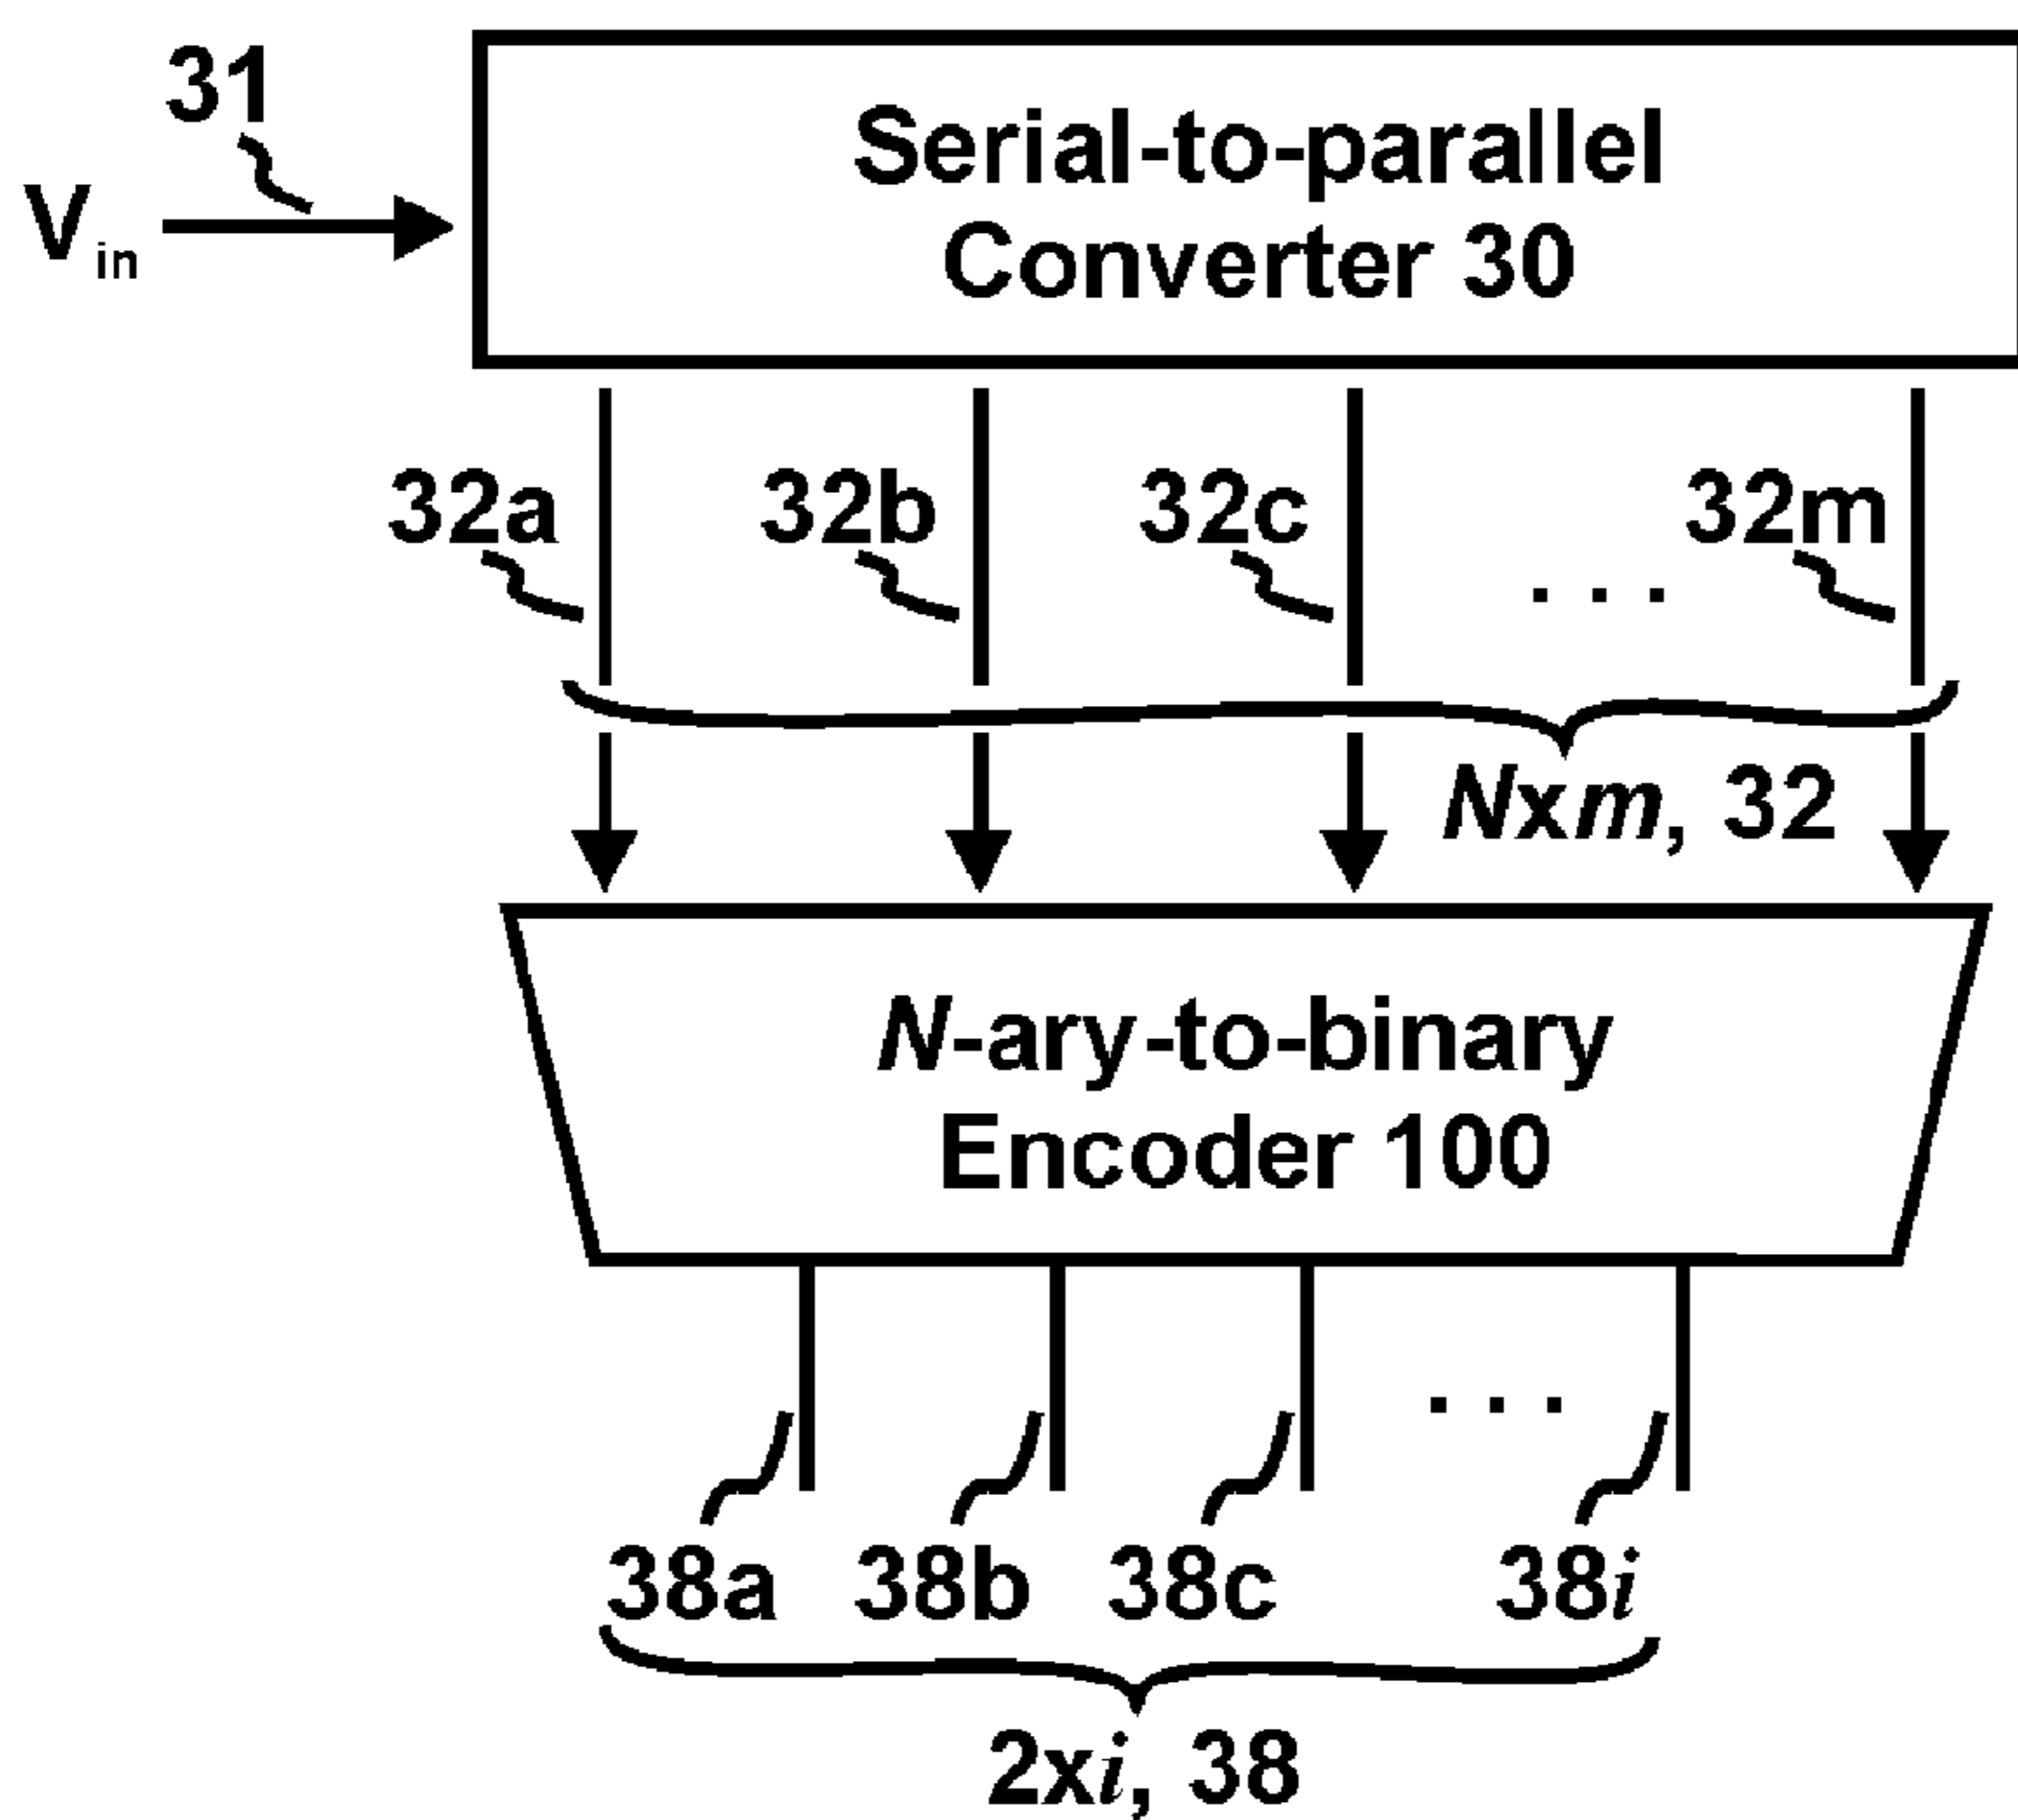 31
Serial-to-parallel
V in
Converter 30
32a 32b 32c . . . 32m
Nxm, 32
N-ary-to-binary
Encoder 100
. . .
38a 38b 38c 38i
2xi, 38